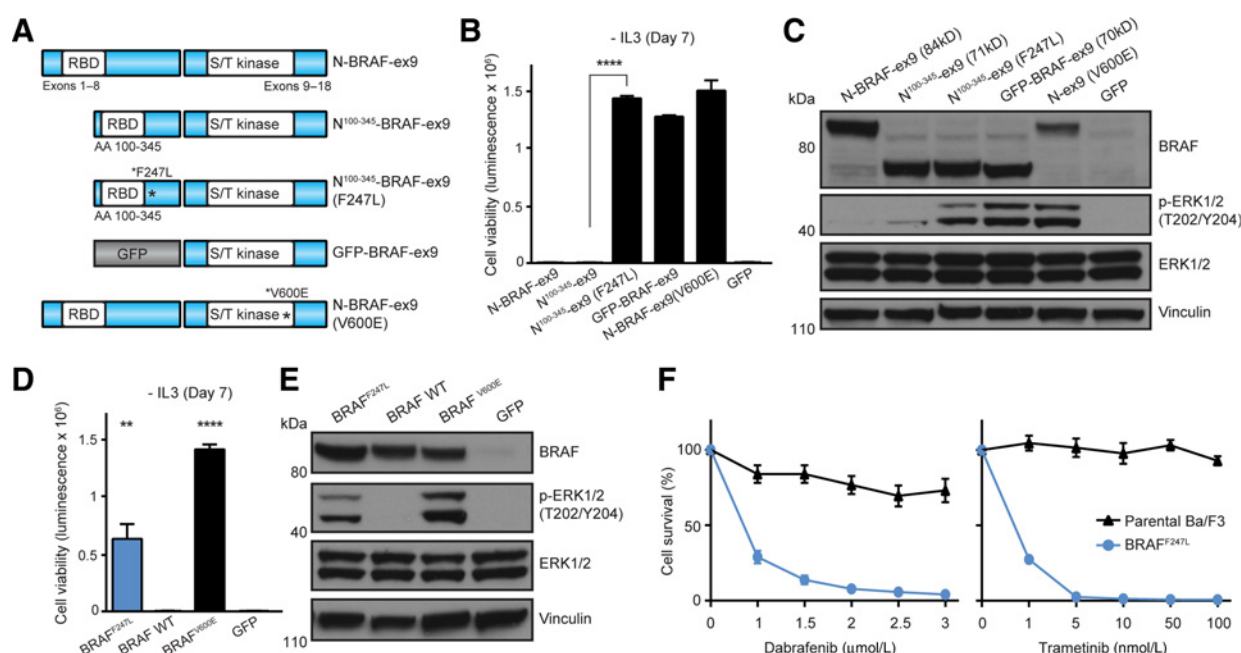 A
RBD
S/T kinase
N-BRAF-ex9
Exons 1–8
Exons 9–18
RBD
S/T kinase
N100-345-BRAF-ex9
AA 100-345
*F247L
RBD
*
S/T kinase
N100-345-BRAF-ex9
(F247L)
AA 100-345
GFP
S/T kinase
GFP-BRAF-ex9
*V600E
RBD
S/T kinase *
N-BRAF-ex9
(V600E)
B
- IL3 (Day 7)
****
Cell viability (luminescence x 10⁶)
1.5
1
0.5
0
N-BRAF-ex9
N100-345-ex9
N100-345-ex9 (F247L)
GFP-BRAF-ex9
N-BRAF-ex9(V600E)
GFP
C
N-BRAF-ex9 (84kD)
N100-345-ex9 (71kD)
N100-345-ex9 (F247L)
GFP-BRAF-ex9 (70kD)
N-ex9 (V600E)
GFP
kDa
80
BRAF
40
p-ERK1/2
(T202/Y204)
ERK1/2
110
Vinculin
D
- IL3 (Day 7)
**
****
Cell viability (luminescence x 10⁶)
1.5
1
0.5
0
BRAFF247L
BRAF WT
BRAFV600E
GFP
E
BRAFF247L
BRAF WT
BRAF V600E
GFP
kDa
80
BRAF
40
p-ERK1/2
(T202/Y204)
ERK1/2
110
Vinculin
F
Cell survival (%)
100
75
50
25
0
0 1 1.5 2 2.5 3
Dabrafenib (μmol/L)
Parental Ba/F3
BRAFF247L
0 1 5 10 50 100
Trametinib (nmol/L)